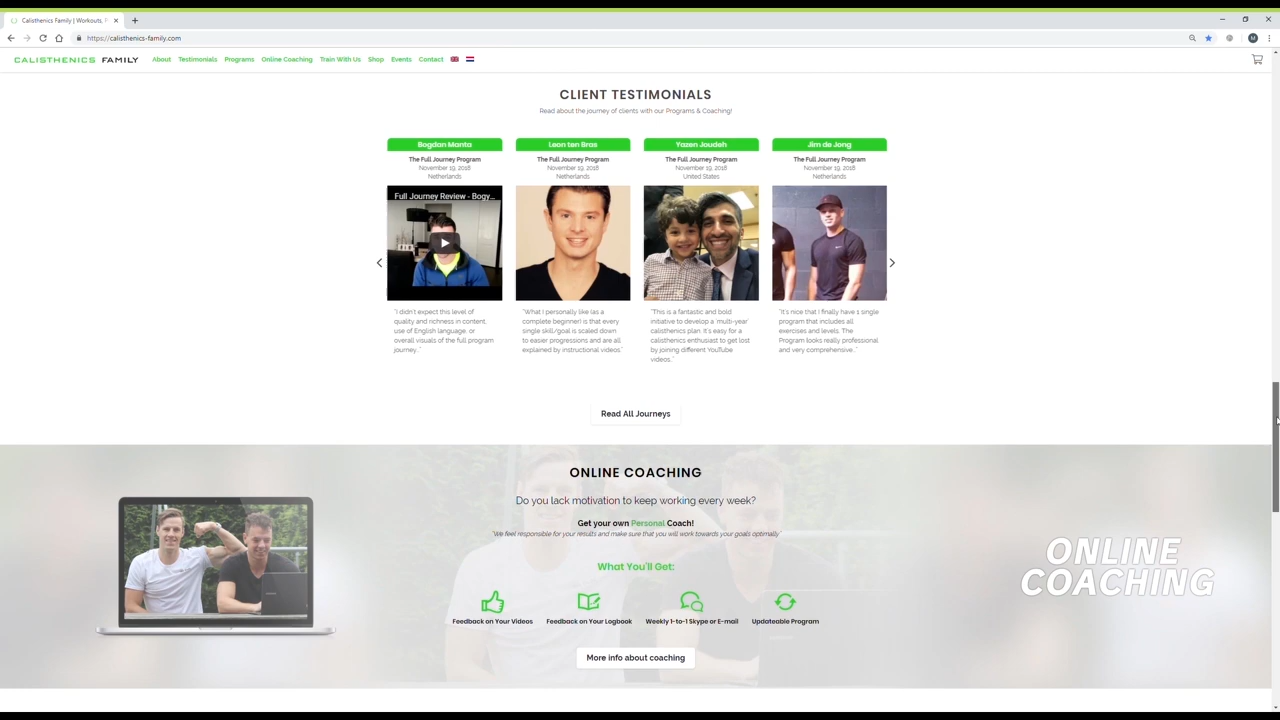 Calisthenics Family | Workouts,
https://calisthenics-family.com
CALISTHENICS FAMILY
About Testimonials Programs Online Coaching Train With Us Shop Events Contact
CLIENT TESTIMONIALS
Read about the journey of clients with our Programs & Coaching!
Bogdan Manta
The Full Journey Program
November 19, 2018
Netherlands
Full Journey Review - Bogy...
"I didn't expect this level of
quality and richness in content,
use of English language, or
overall visuals of the full program
journey..."
Leon ten Bras
The Full Journey Program
November 19, 2018
Netherlands
"What I personally like (as a
complete beginner) is that every
single skill/goal is scaled down
to easier progressions and are all
explained by instructional videos."
Yazen Joudeh
The Full Journey Program
November 19, 2018
United States
"This is a fantastic and bold
initiative to develop a 'multi-year'
calisthenics plan. It's easy for a
calisthenics enthusiast to get lost
by joining different YouTube
videos,."
Jim de Jong
The Full Journey Program
November 19, 2018
Netherlands
"It's nice that I finally have 1 single
program that includes all
exercises and levels. The
Program looks really professional
and very comprehensive.."
Read All Journeys
ONLINE COACHING
Do you lack motivation to keep working every week?
Get your own Personal Coach!
"We feel responsible for your results and make sure that you will work towards your goals optimally"
What You'll Get:
Feedback on Your Videos
Feedback on Your Logbook
Weekly 1-to-1 Skype or E-mail
Updateable Program
More info about coaching
ONLINE
COACHING